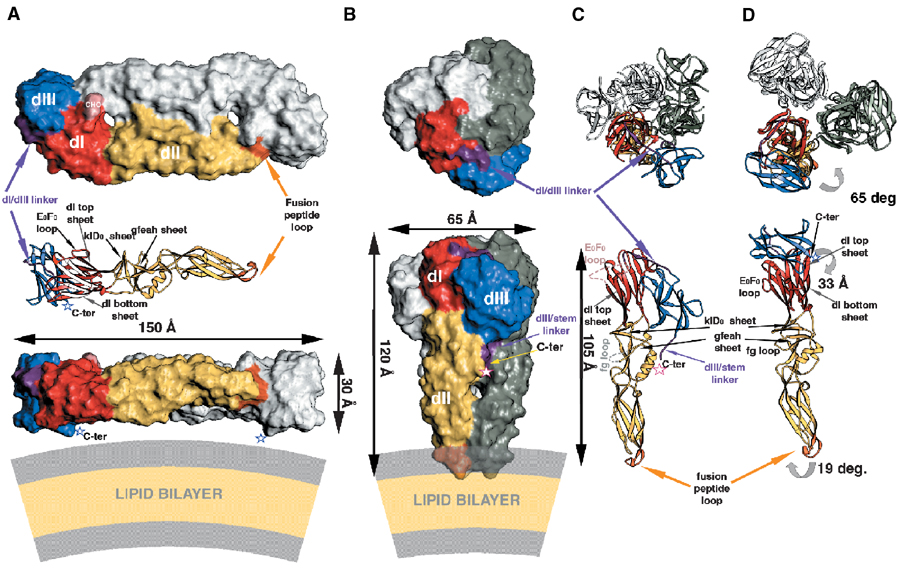 A
B
C
D
dIII
CHO
dI
dII
dI/dIII linker
Fusion
peptide
loop
E0F0
loop
dI top
sheet
klD0 sheet
gfeah sheet
dI bottom
sheet
C-ter
150 Å
30 Å
C-ter
LIPID BILAYER
dI/dIII linker
65 Å
120 Å
dI
dIII
dII
dIII/stem
linker
C-ter
LIPID BILAYER
105 Å
E0F0
loop
dI top
sheet
klD0 sheet
gfeah
sheet
fg loop
fg loop
C-ter
dIII/stem
linker
fusion
peptide
loop
65 deg
C-ter
dI top
sheet
33 Å
E0F0
loop
dI bottom
sheet
19 deg.